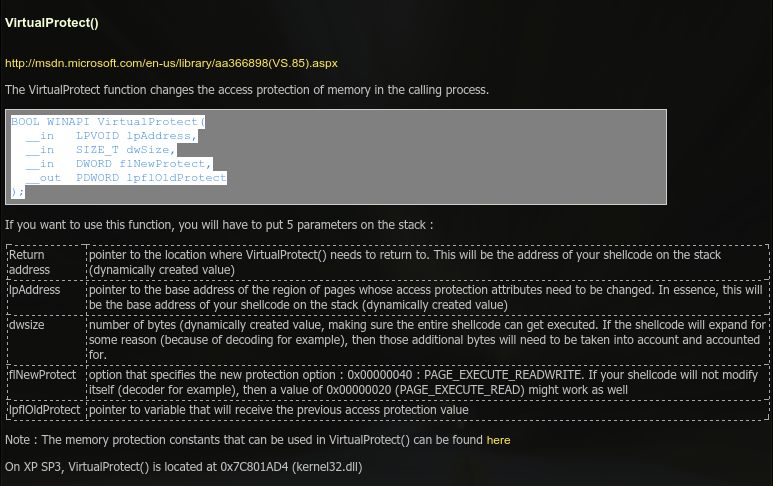 VirtualProtect()
http://msdn.microsoft.com/en-us/library/aa366898(VS.85).aspx
The VirtualProtect function changes the access protection of memory in the calling process.
BOOL WINAPI VirtualProtect(
  __in   LPVOID lpAddress,
  __in   SIZE_T dwSize,
  __in   DWORD flNewProtect,
  __out  PDWORD lpflOldProtect
);
If you want to use this function, you will have to put 5 parameters on the stack :
Return address
pointer to the location where VirtualProtect() needs to return to. This will be the address of your shellcode on the stack
(dynamically created value)
lpAddress
pointer to the base address of the region of pages whose access protection attributes need to be changed. In essence, this will
be the base address of your shellcode on the stack (dynamically created value)
dwsize
number of bytes (dynamically created value, making sure the entire shellcode can get executed. If the shellcode will expand for
some reason (because of decoding for example), then those additional bytes will need to be taken into account and accounted
for.
flNewProtect
option that specifies the new protection option : 0x00000040 : PAGE_EXECUTE_READWRITE. If your shellcode will not modify
itself (decoder for example), then a value of 0x00000020 (PAGE_EXECUTE_READ) might work as well
lpflOldProtect
pointer to variable that will receive the previous access protection value
Note : The memory protection constants that can be used in VirtualProtect() can be found here
On XP SP3, VirtualProtect() is located at 0x7C801AD4 (kernel32.dll)